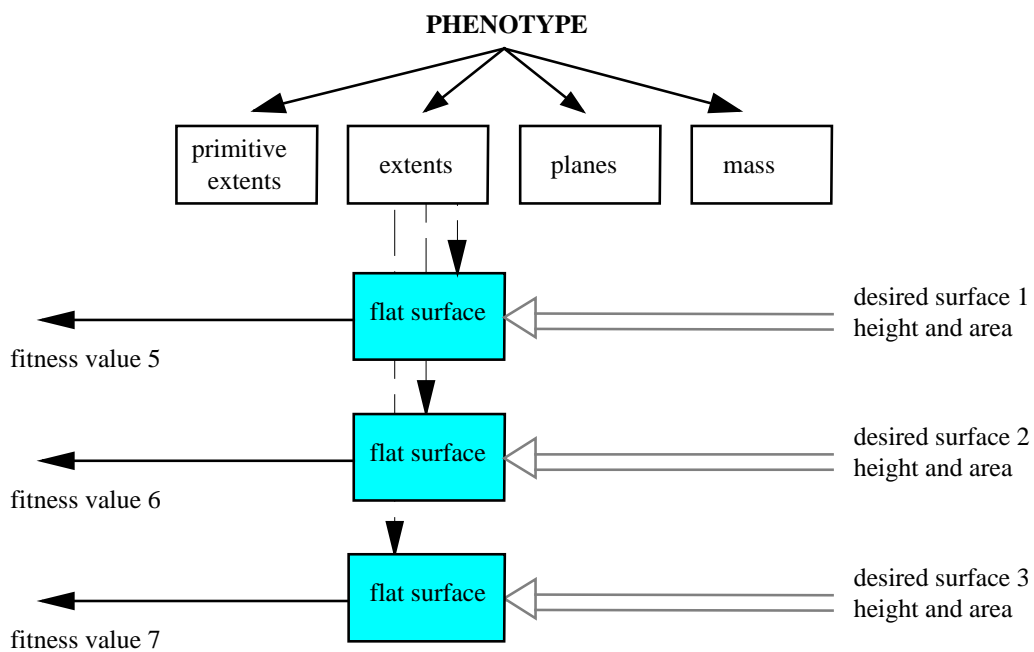 PHENOTYPE
primitive
extents
extents
planes
mass
flat surface
desired surface 1
height and area
fitness value 5
flat surface
desired surface 2
height and area
fitness value 6
flat surface
desired surface 3
height and area
fitness value 7